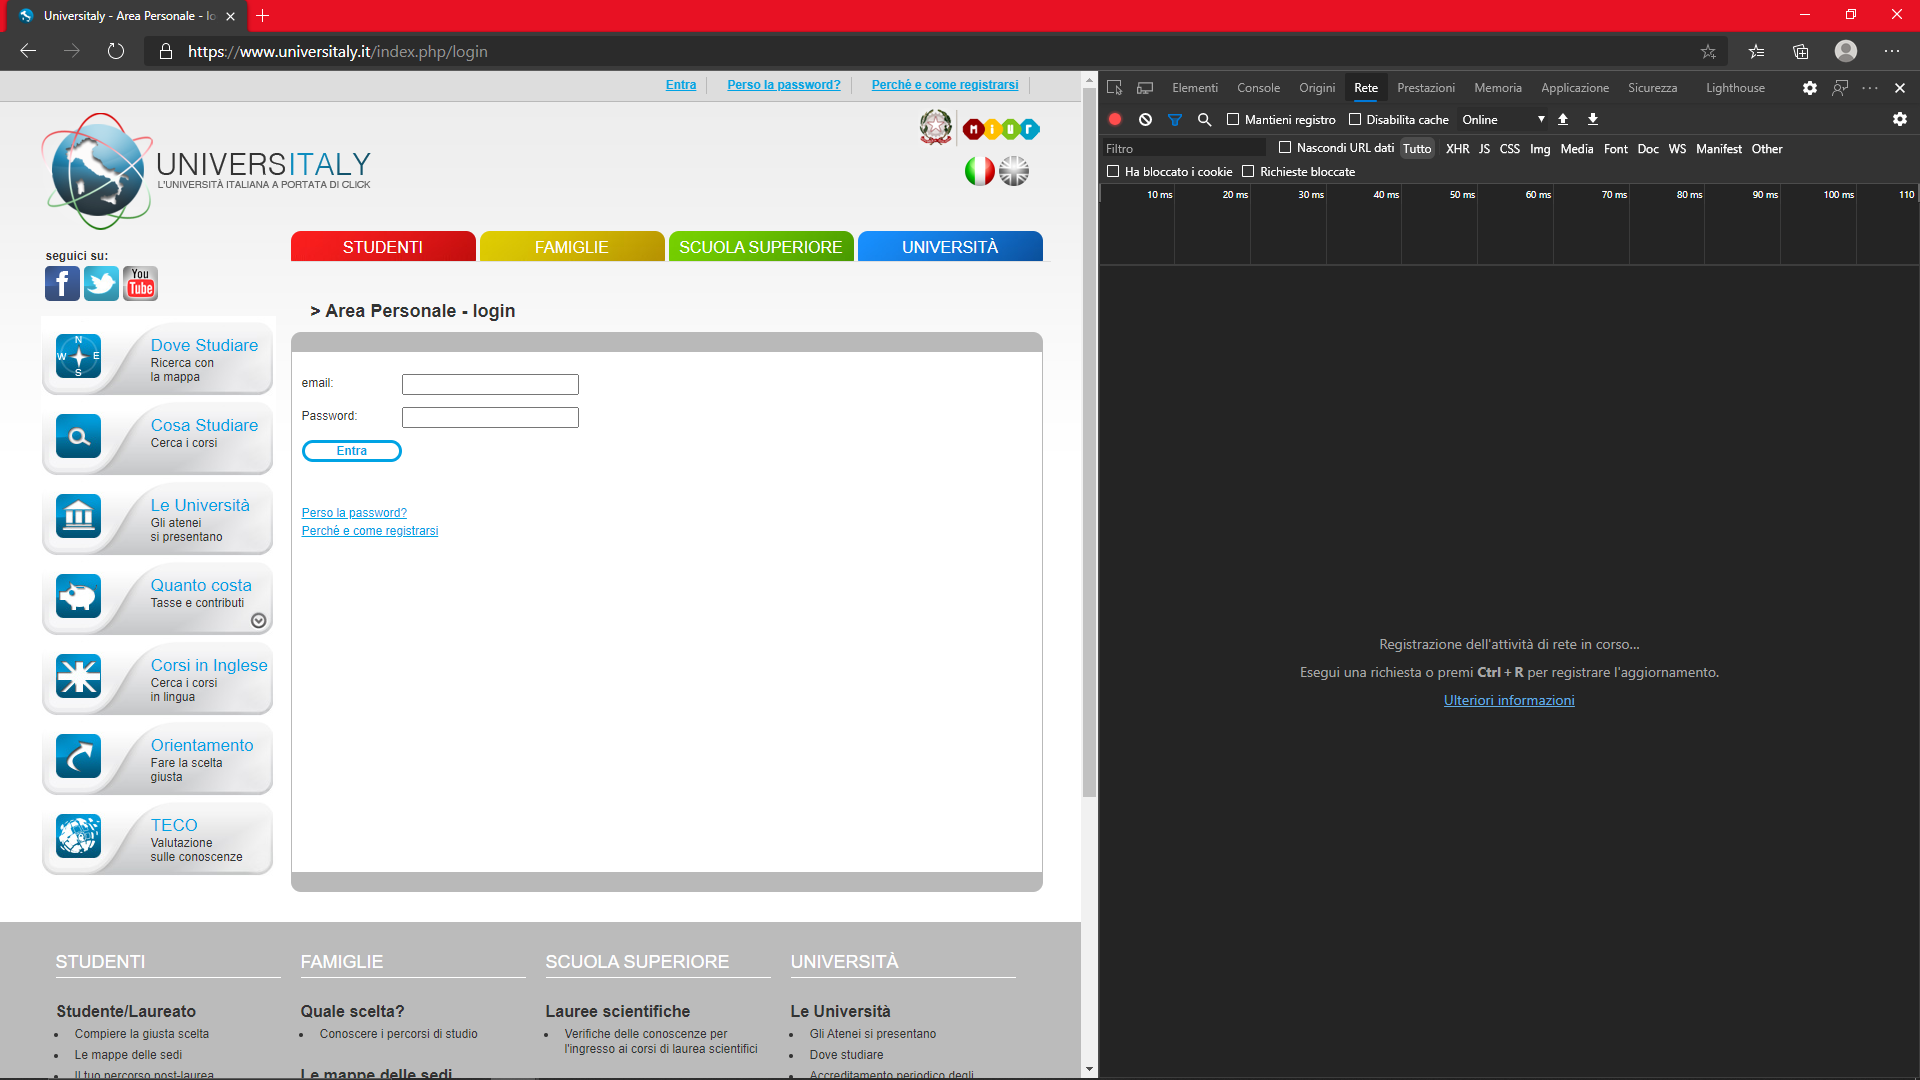 Universitaly - Area Personale - lo
https://www.universitaly.it/index.php/login
Entra
Perso la password?
Perché e come registrarsi
MIUR
UNIVERSITALY
L'UNIVERSITÀ ITALIANA A PORTATA DI CLICK
seguici su:
f
You
Tube
STUDENTI
FAMIGLIE
SCUOLA SUPERIORE
UNIVERSITÀ
> Area Personale - login
N
W E
S
Dove Studiare
Ricerca con
la mappa
Cosa Studiare
Cerca i corsi
Le Università
Gli atenei
si presentano
Quanto costa
Tasse e contributi
Corsi in Inglese
Cerca i corsi
in lingua
Orientamento
Fare la scelta
giusta
TECO
Valutazione
sulle conoscenze
email:
Password:
Entra
Perso la password?
Perché e come registrarsi
STUDENTI
Studente/Laureato
Compiere la giusta scelta
Le mappe delle sedi
Il tuo percorso post-laurea
FAMIGLIE
Quale scelta?
Conoscere i percorsi di studio
Le mappe delle sedi
SCUOLA SUPERIORE
Lauree scientifiche
Verifiche delle conoscenze per
l'ingresso ai corsi di laurea scientifici
UNIVERSITÀ
Le Università
Gli Atenei si presentano
Dove studiare
Accreditamento periodico degli
Elementi Console Origini Rete Prestazioni Memoria Applicazione Sicurezza Lighthouse
Mantieni registro Disabilita cache Online
Filtro Nascondi URL dati Tutto XHR JS CSS Img Media Font Doc WS Manifest Other
Ha bloccato i cookie Richieste bloccate
10 ms 20 ms 30 ms 40 ms 50 ms 60 ms 70 ms 80 ms 90 ms 100 ms 110
Registrazione dell'attività di rete in corso...
Esegui una richiesta o premi Ctrl + R per registrare l'aggiornamento.
Ulteriori informazioni